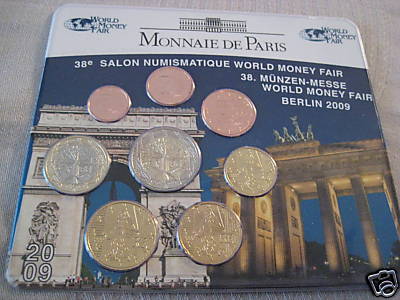 WORLD MONEY FAIR
MONNAIE DE PARIS
WORLD MONEY FAIR
38e SALON NUMISMATIQUE WORLD MONEY FAIR
38. MÜNZEN-MESSE
WORLD MONEY FAIR
BERLIN 2009
20
09
ebY